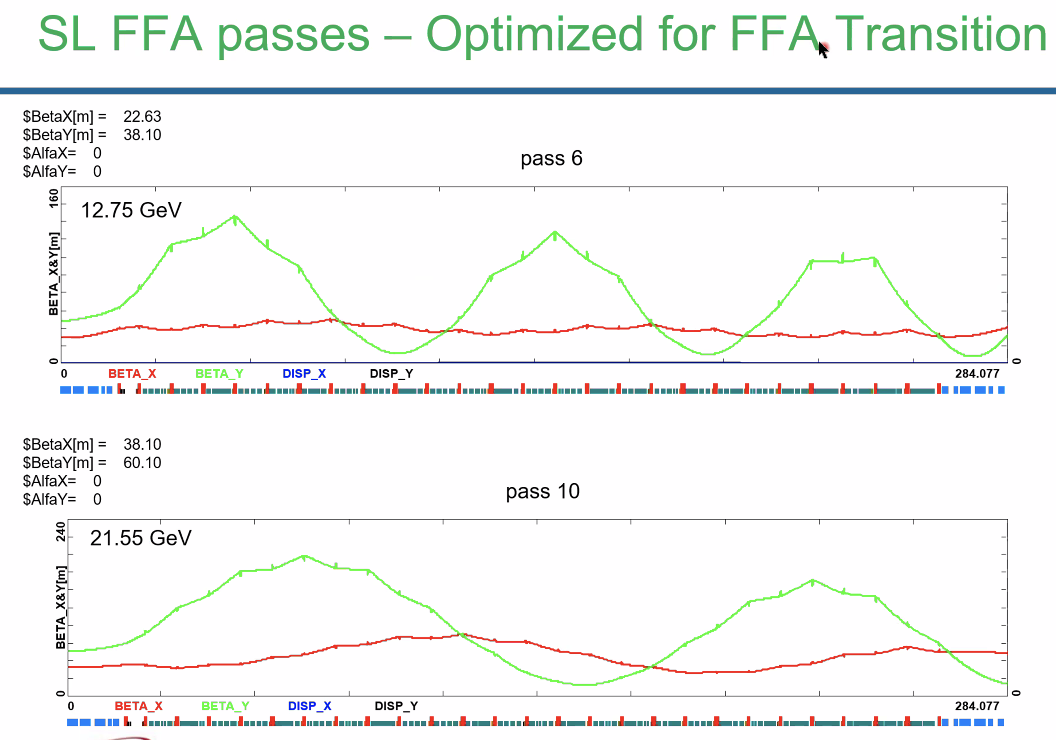 SL FFA passes – Optimized for FFA Transition
$BetaX[m] = 22.63
$BetaY[m] = 38.10
$AlfaX= 0
$AlfaY= 0
pass 6
160
12.75 GeV
BETA_X&Y[m]
0
0
0 BETA_X BETA_Y DISP_X DISP_Y 284.077
$BetaX[m] = 38.10
$BetaY[m] = 60.10
$AlfaX= 0
$AlfaY= 0
pass 10
240
21.55 GeV
BETA_X&Y[m]
0
0
0 BETA_X BETA_Y DISP_X DISP_Y 284.077